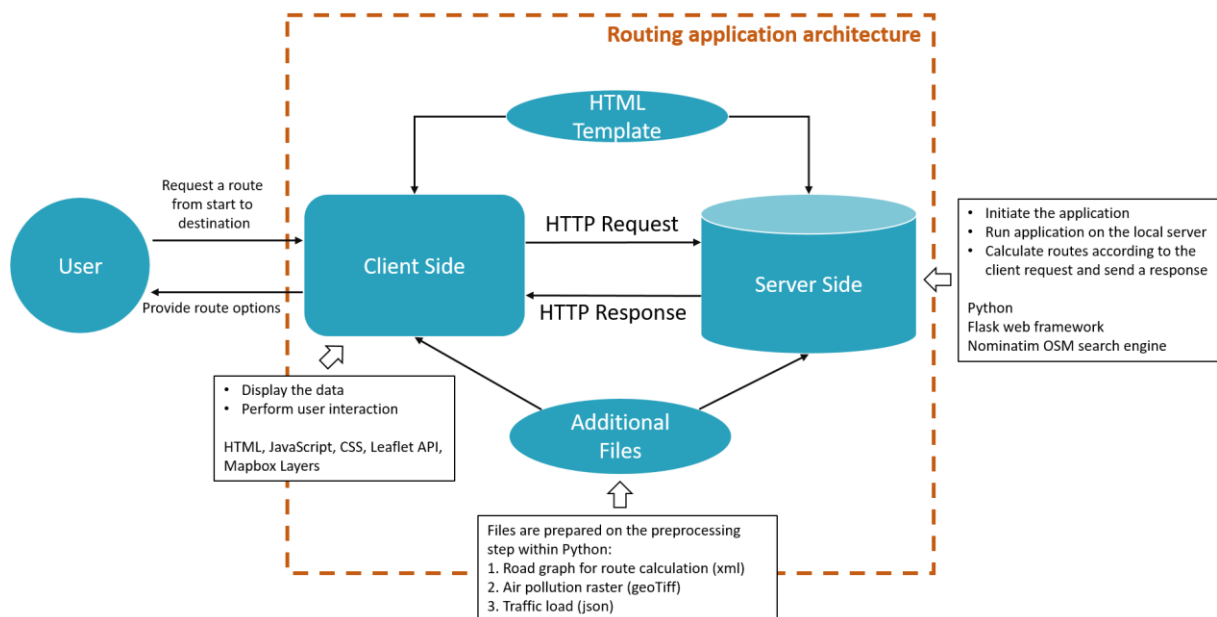 Routing application architecture
HTML
Template
Request a route
from start to
destination
User
Provide route options
Client Side
HTTP Request
HTTP Response
Server Side
• Initiate the application
• Run application on the local server
• Calculate routes according to the
client request and send a response
Python
Flask web framework
Nominatim OSM search engine
• Display the data
• Perform user interaction
HTML, JavaScript, CSS, Leaflet API,
Mapbox Layers
Additional
Files
Files are prepared on the preprocessing
step within Python:
1. Road graph for route calculation (xml)
2. Air pollution raster (geoTiff)
3. Traffic load (json)